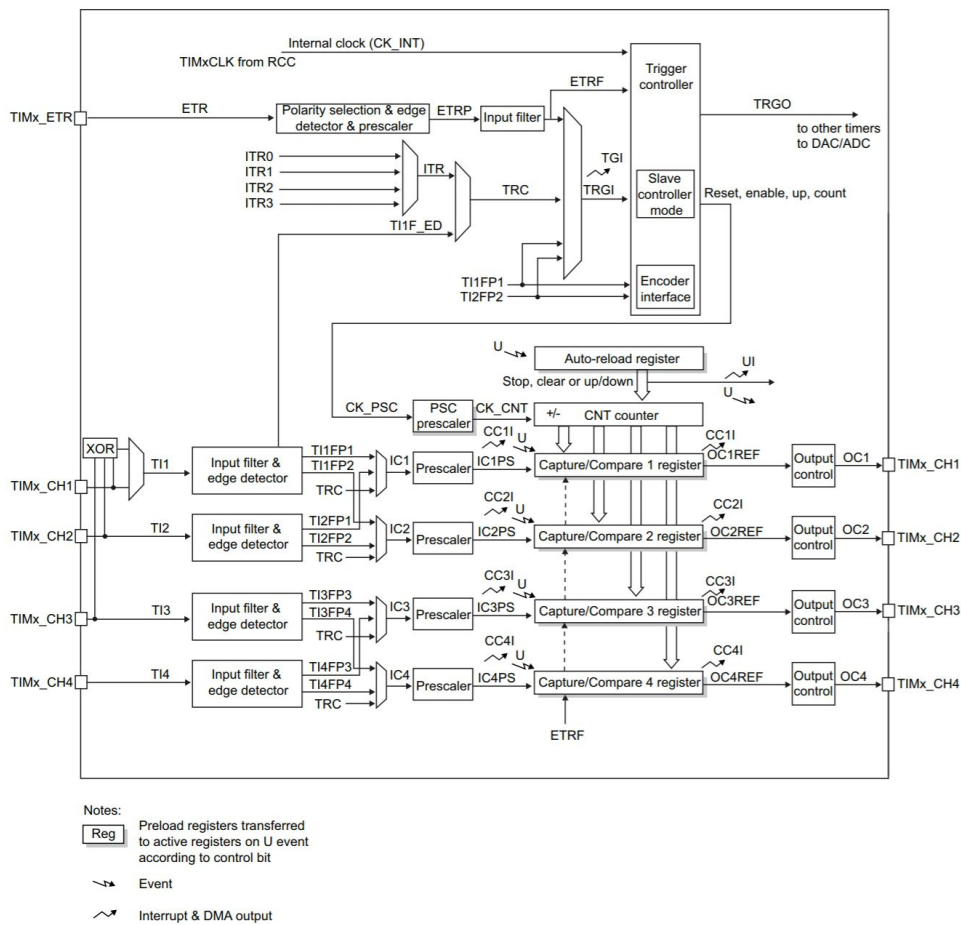 Internal clock (CK_INT)
TIMxCLK from RCC
Trigger
controller
ETRF
TIMx_ETR
ETR
Polarity selection & edge
detector & prescaler
ETRP
Input filter
TRGO
to other timers
to DAC/ADC
ITR0
ITR1
ITR2
ITR3
ITR
TI1F_ED
TRC
TGI
TRGI
Slave
controller
mode
Reset, enable, up, count
TI1FP1
TI2FP2
Encoder
interface
U
Auto-reload register
UI
Stop, clear or up/down
U
CK_PSC
PSC
prescaler
CK_CNT
+/-
CNT counter
XOR
TIMx_CH1
TI1
Input filter &
edge detector
TI1FP1
TI1FP2
TRC
IC1
Prescaler
CC1I
U
IC1PS
Capture/Compare 1 register
CC1I
OC1REF
Output
control
OC1
TIMx_CH1
TIMx_CH2
TI2
Input filter &
edge detector
TI2FP1
TI2FP2
TRC
IC2
Prescaler
CC2I
U
IC2PS
Capture/Compare 2 register
CC2I
OC2REF
Output
control
OC2
TIMx_CH2
TIMx_CH3
TI3
Input filter &
edge detector
TI3FP3
TI3FP4
TRC
IC3
Prescaler
CC3I
U
IC3PS
Capture/Compare 3 register
CC3I
OC3REF
Output
control
OC3
TIMx_CH3
TIMx_CH4
TI4
Input filter &
edge detector
TI4FP3
TI4FP4
TRC
IC4
Prescaler
CC4I
U
IC4PS
Capture/Compare 4 register
CC4I
OC4REF
Output
control
OC4
TIMx_CH4
ETRF
Notes:
Reg
Preload registers transferred
to active registers on U event
according to control bit
Event
Interrupt & DMA output